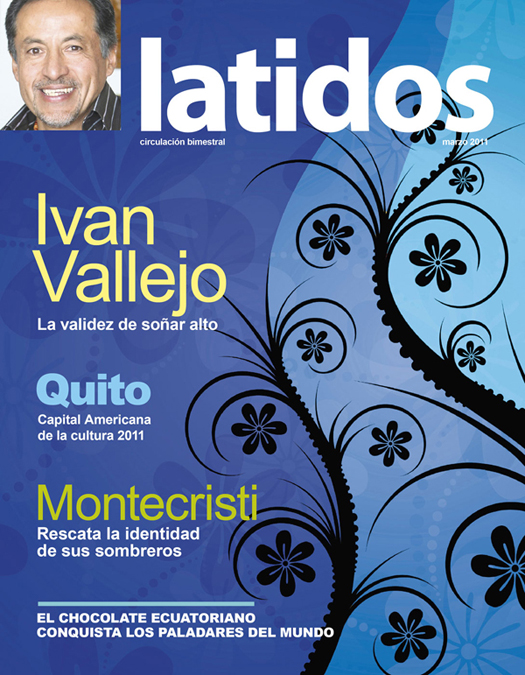 latidos
circulación bimestral
marzo 2011
Ivan
Vallejo
La validez de soñar alto
Quito
Capital Americana
de la cultura 2011
Montecristi
Rescata la identidad
de sus sombreros
EL CHOCOLATE ECUATORIANO
CONQUISTA LOS PALADARES DEL MUNDO